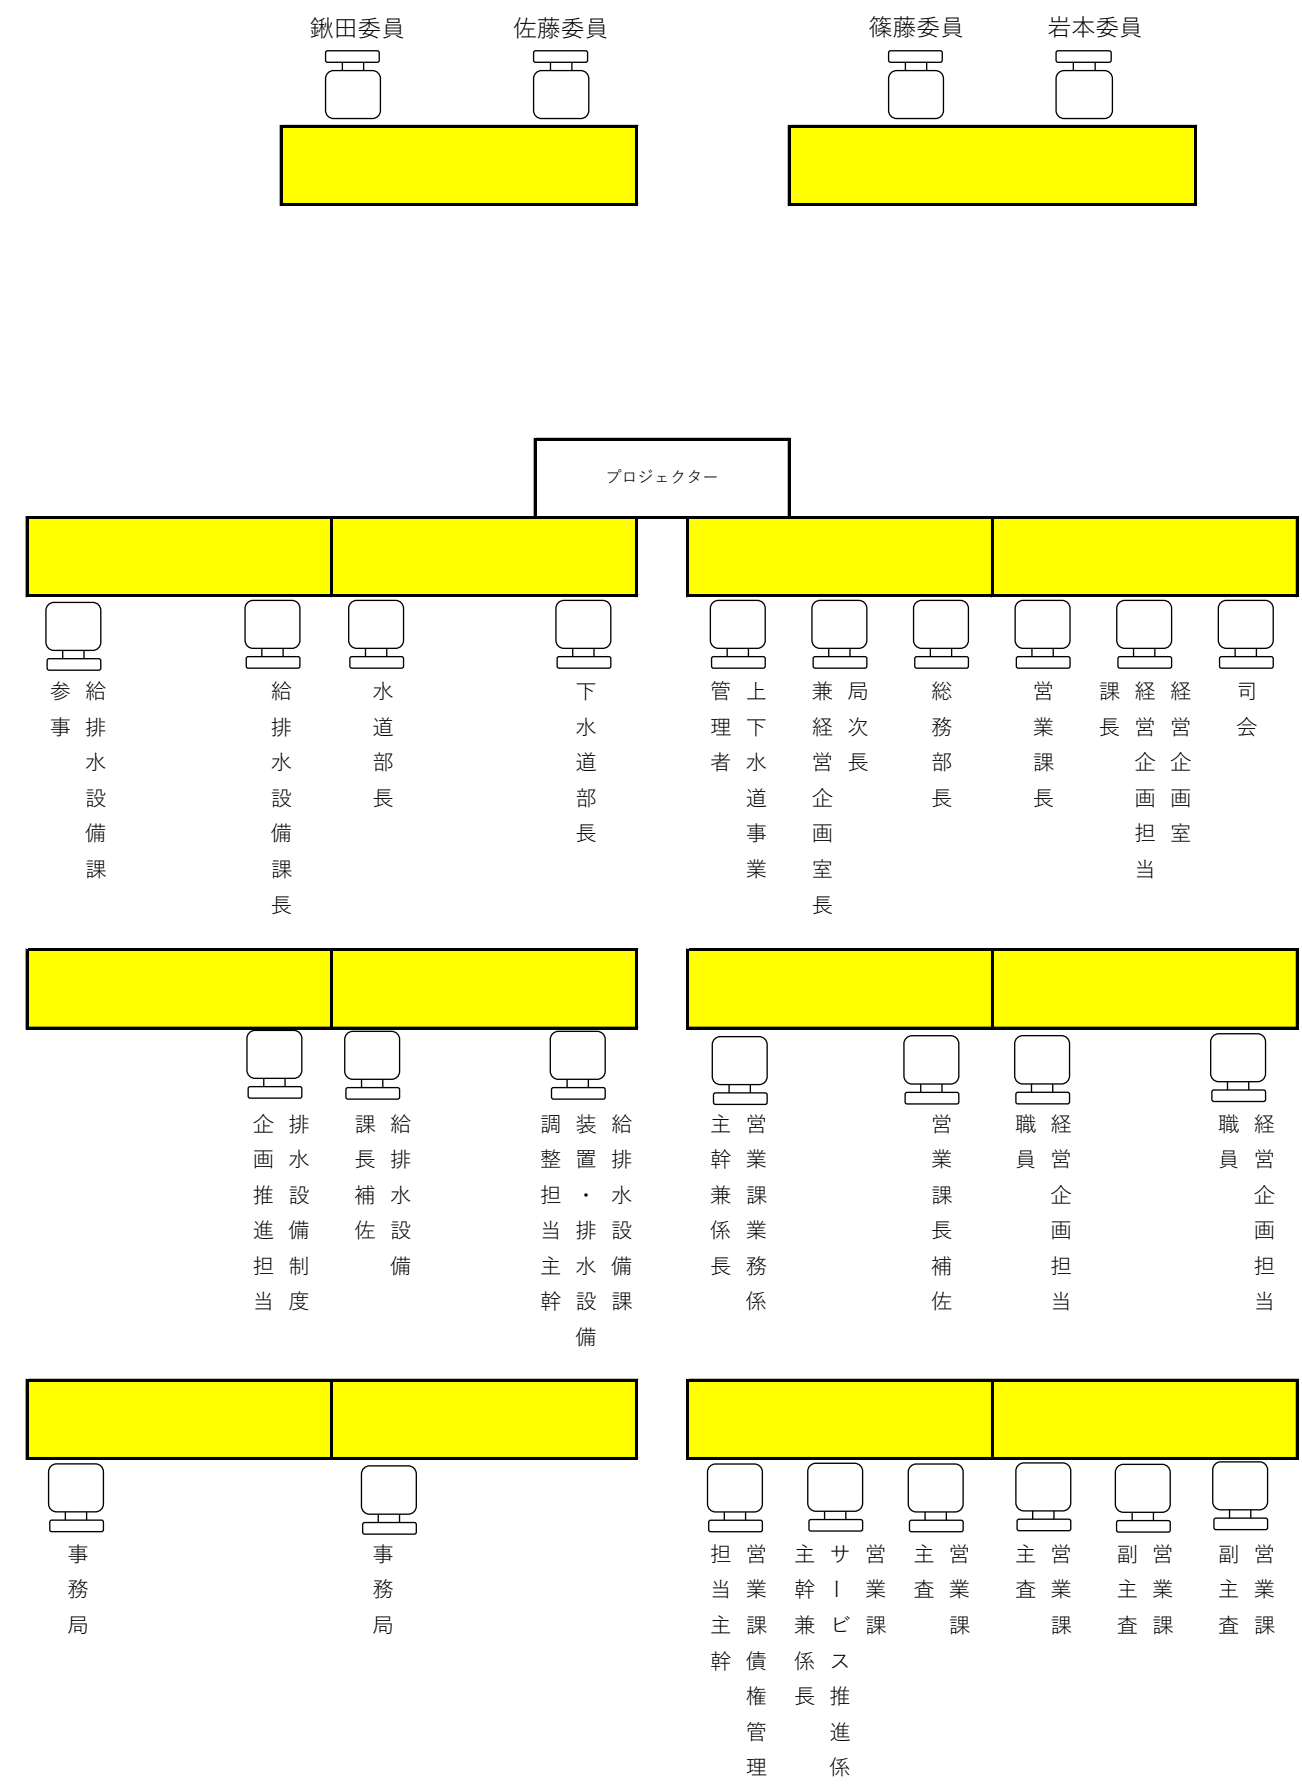 鍬田委員
佐藤委員
篠藤委員
岩本委員
プロジェクター
給排水設備課
参事
給排水設備課長
水道部長
下水道部長
上下水道事業
管理者
局次長
兼経営企画室長
総務部長
営業課長
経営企画室
経営企画担当
課長
司会
排水設備制度
企画推進担当
給排水設備
課長補佐
給排水設備課
装置・排水設備
調整担当主幹
営業課業務係
主幹兼係長
営業課長補佐
経営企画担当
職員
経営企画担当
職員
事務局
事務局
営業課債権管理
担当主幹
営業課
サービス推進係
主幹兼係長
営業課
主査
営業課
主査
営業課
副主査
営業課
副主査